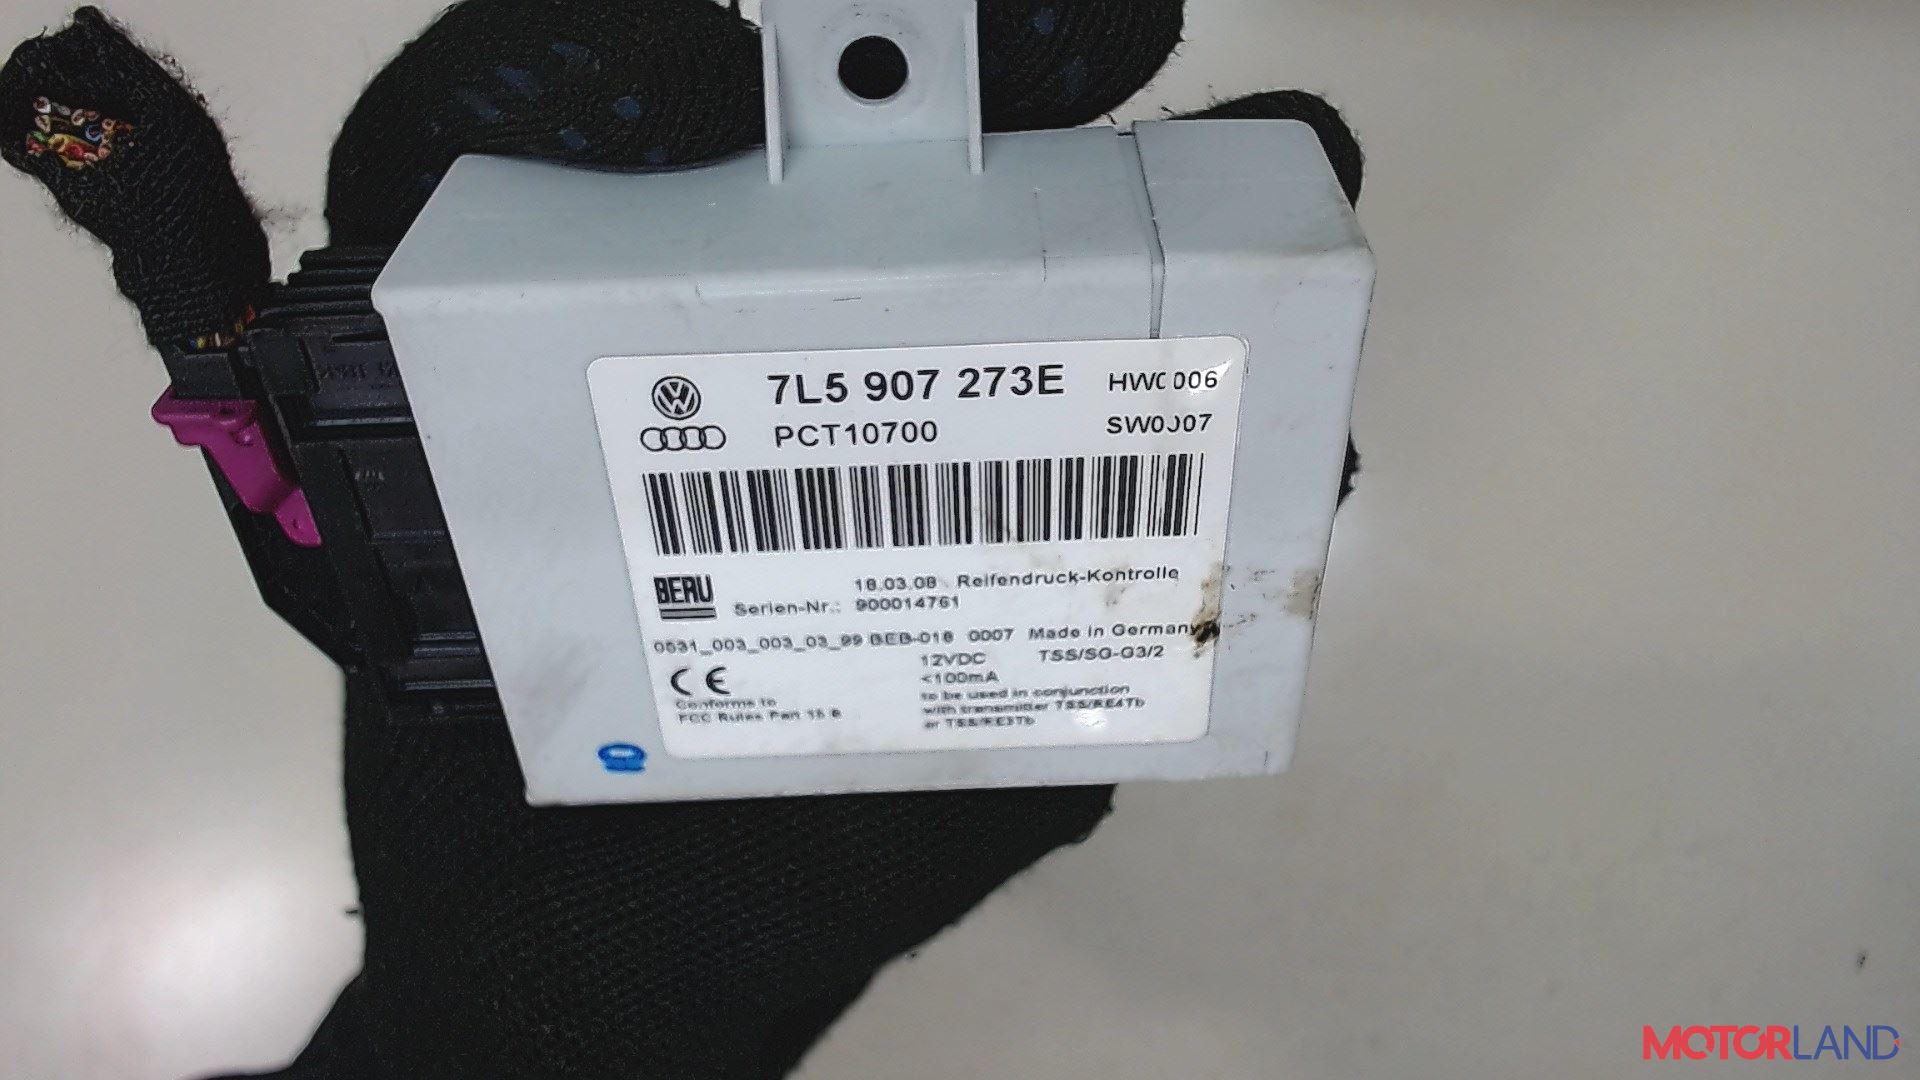 7L5 907 273E HW0006
PCT10700 SW0007
BERU
18.03.08 Reifendruck-Kontrolle
Serien-Nr.: 900014761
0531_003_003_03_99 BEB-018 0007 Made in Germany
12VDC TSS/SG-G3/2
<100mA
CE
Conforms to
FCC Rules Part 15 B
to be used in conjunction
with transmitter TSS/RE4Tb
or TSS/RE3Tb
MOTORLAND